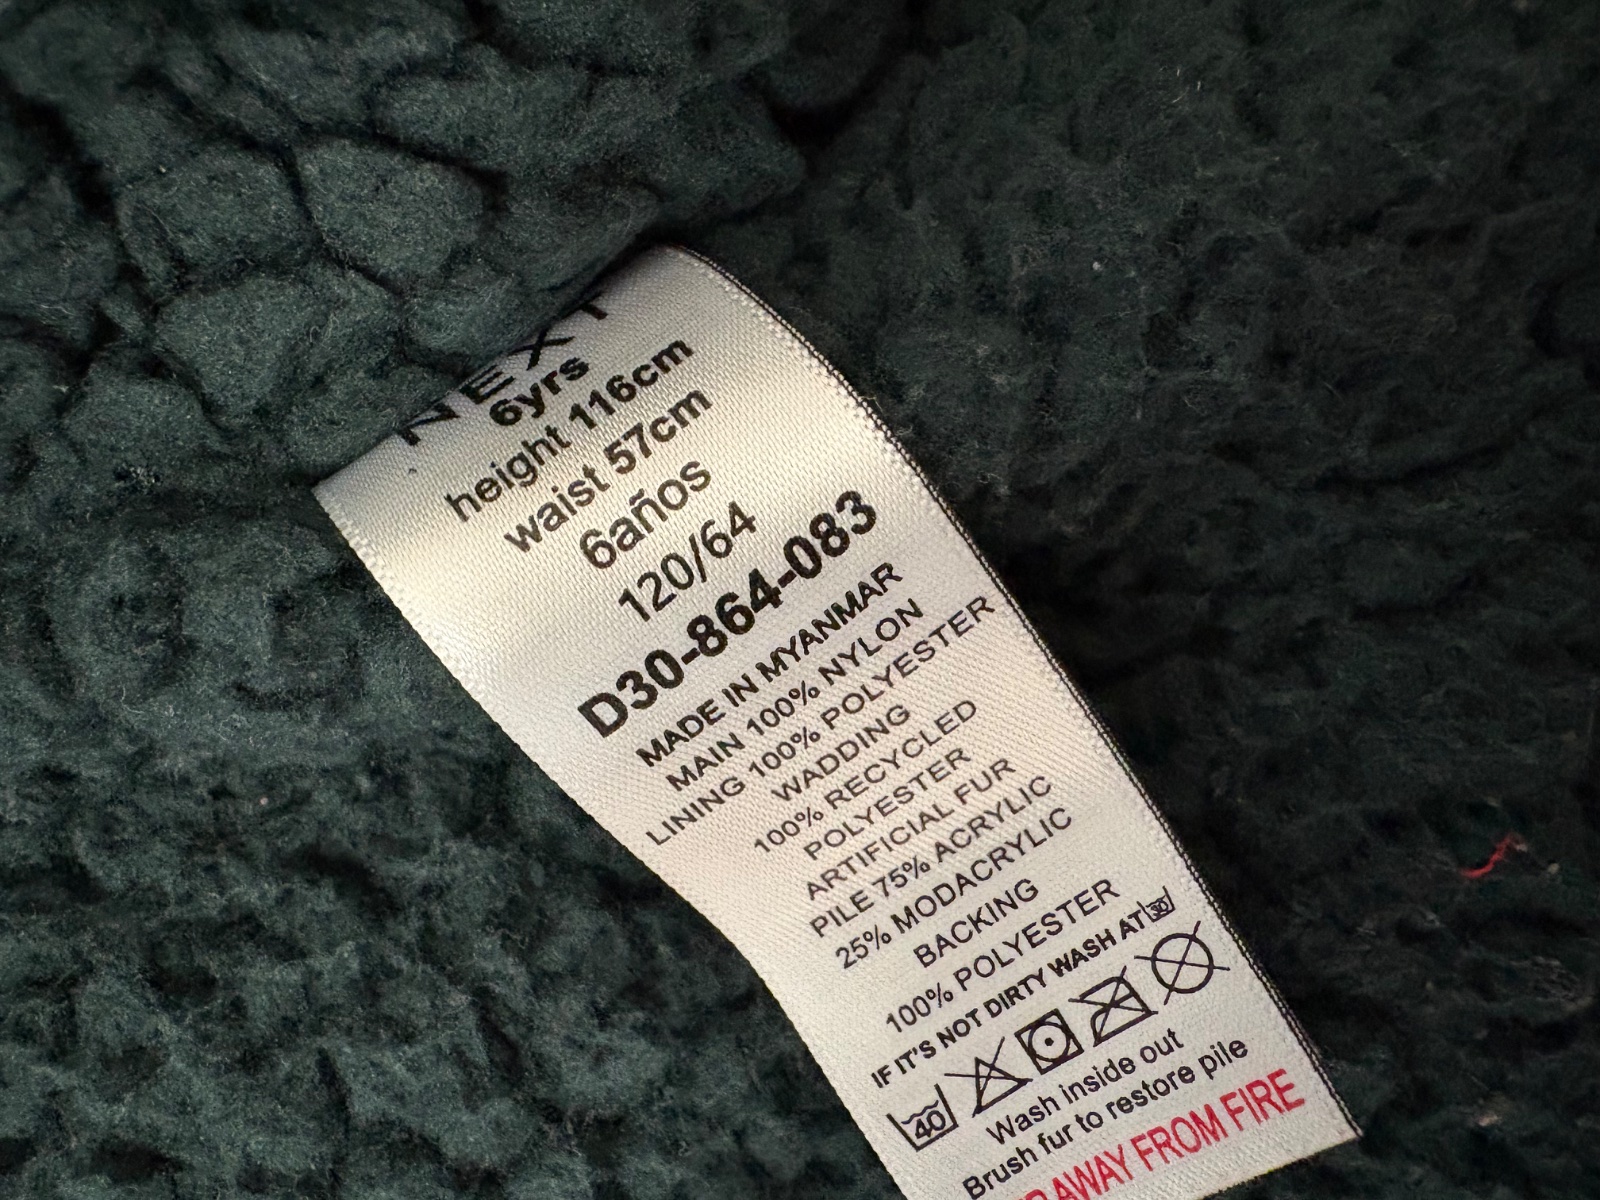 NEXT
6yrs
height 116cm
waist 57cm
6años
120/64
D30-864-083
MADE IN MYANMAR
MAIN 100% NYLON
LINING 100% POLYESTER
WADDING
100% RECYCLED
POLYESTER
ARTIFICIAL FUR
PILE 75% ACRYLIC
25% MODACRYLIC
BACKING
100% POLYESTER
IF IT'S NOT DIRTY WASH AT 30
40
Wash inside out
Brush fur to restore pile
AWAY FROM FIRE